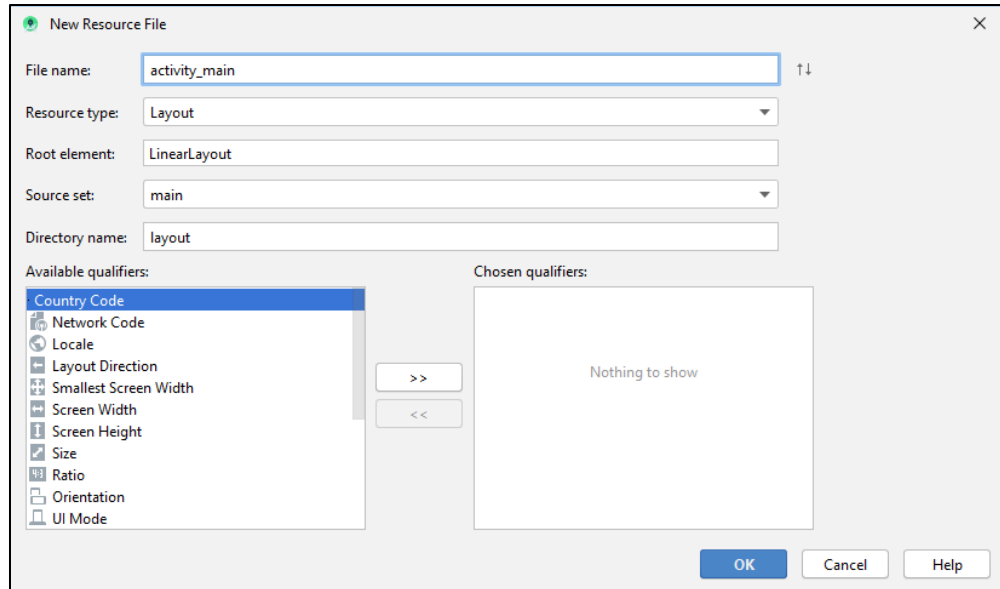 New Resource File
File name: activity_main
Resource type: Layout
Root element: LinearLayout
Source set: main
Directory name: layout
Available qualifiers:
Chosen qualifiers:
Country Code
Network Code
Locale
Layout Direction
Smallest Screen Width
Screen Width
Screen Height
Size
4:3 Ratio
Orientation
UI Mode
>>
<<
Nothing to show
OK Cancel Help